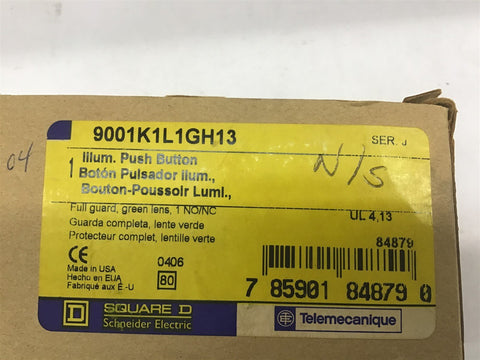 9001K1L1GH13
SER. J
04
1 Illum. Push Button
Botón Pulsador ilum.,
Bouton-Poussoir Lumi.,
N/S
Full guard, green lens, 1 NO/NC
Guarda completa, lente verde
Protecteur complet, lentille verte
UL 4,13
84879
CE
Made in USA
Hecho en EUA
Fabriqué aux É.-U
0406
80
7 85901 84879 0
D SQUARE D
Schneider Electric
Telemecanique